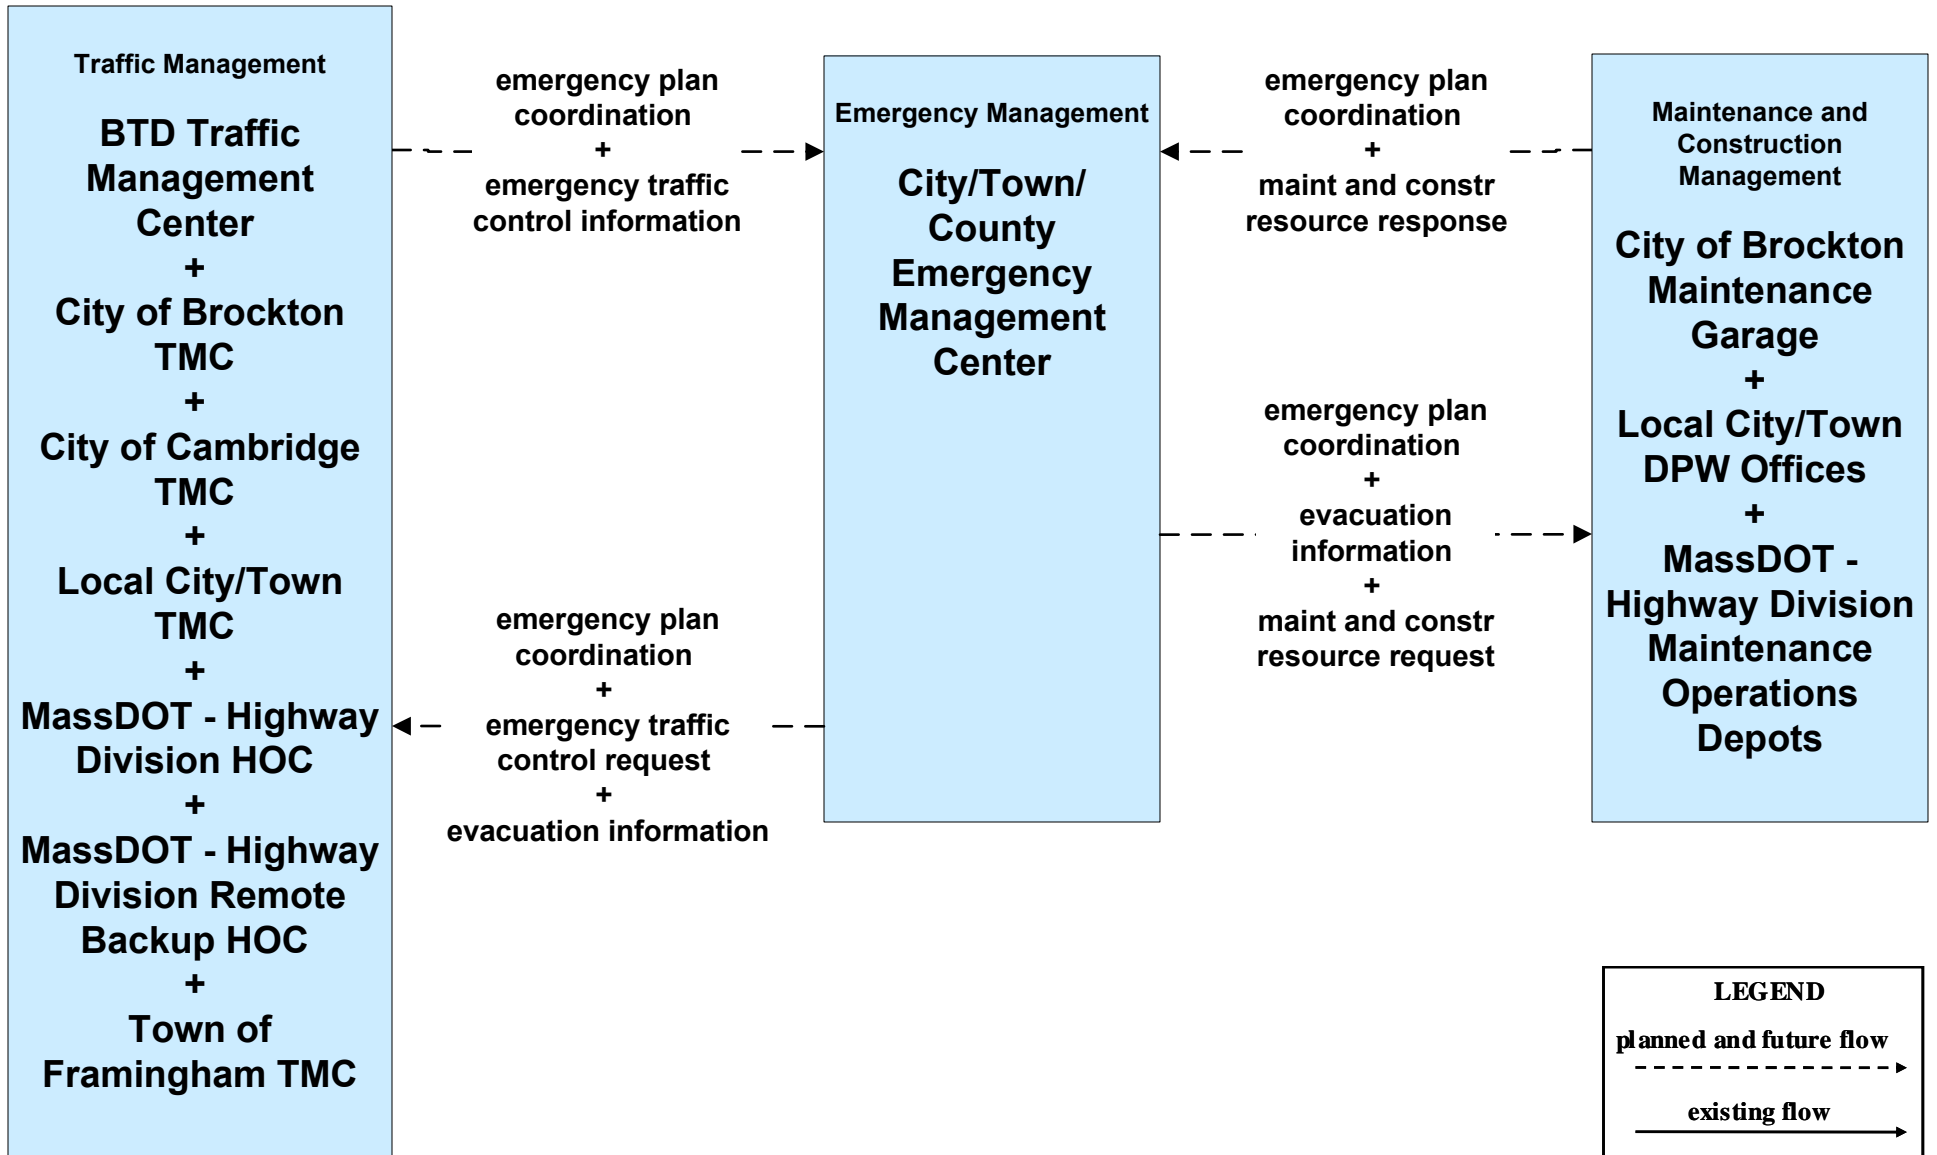 Traffic Management
BTD Traffic
Management
Center
+
City of Brockton
TMC
+
City of Cambridge
TMC
+
Local City/Town
TMC
+
MassDOT - Highway
Division HOC
+
MassDOT - Highway
Division Remote
Backup HOC
+
Town of
Framingham TMC
emergency plan
coordination
+
emergency traffic
control information
emergency plan
coordination
+
emergency traffic
control request
+
evacuation information
Emergency Management
City/Town/
County
Emergency
Management
Center
emergency plan
coordination
+
maint and constr
resource response
emergency plan
coordination
+
evacuation
information
+
maint and constr
resource request
Maintenance and
Construction
Management
City of Brockton
Maintenance
Garage
+
Local City/Town
DPW Offices
+
MassDOT -
Highway Division
Maintenance
Operations
Depots
LEGEND
planned and future flow
existing flow